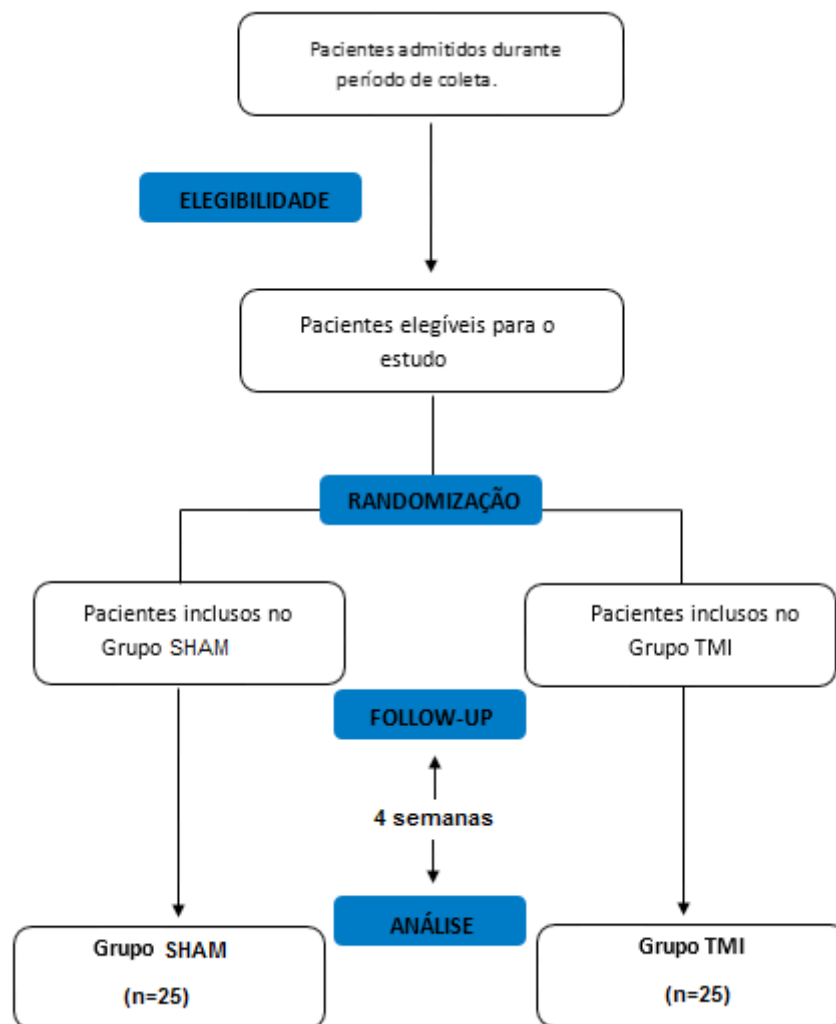 Pacientes admitidos durante
período de coleta.
ELEGIBILIDADE
Pacientes elegíveis para o
estudo
RANDOMIZAÇÃO
Pacientes inclusos no
Grupo SHAM
Pacientes inclusos no
Grupo TMI
FOLLOW-UP
4 semanas
ANÁLISE
Grupo SHAM
(n=25)
Grupo TMI
(n=25)